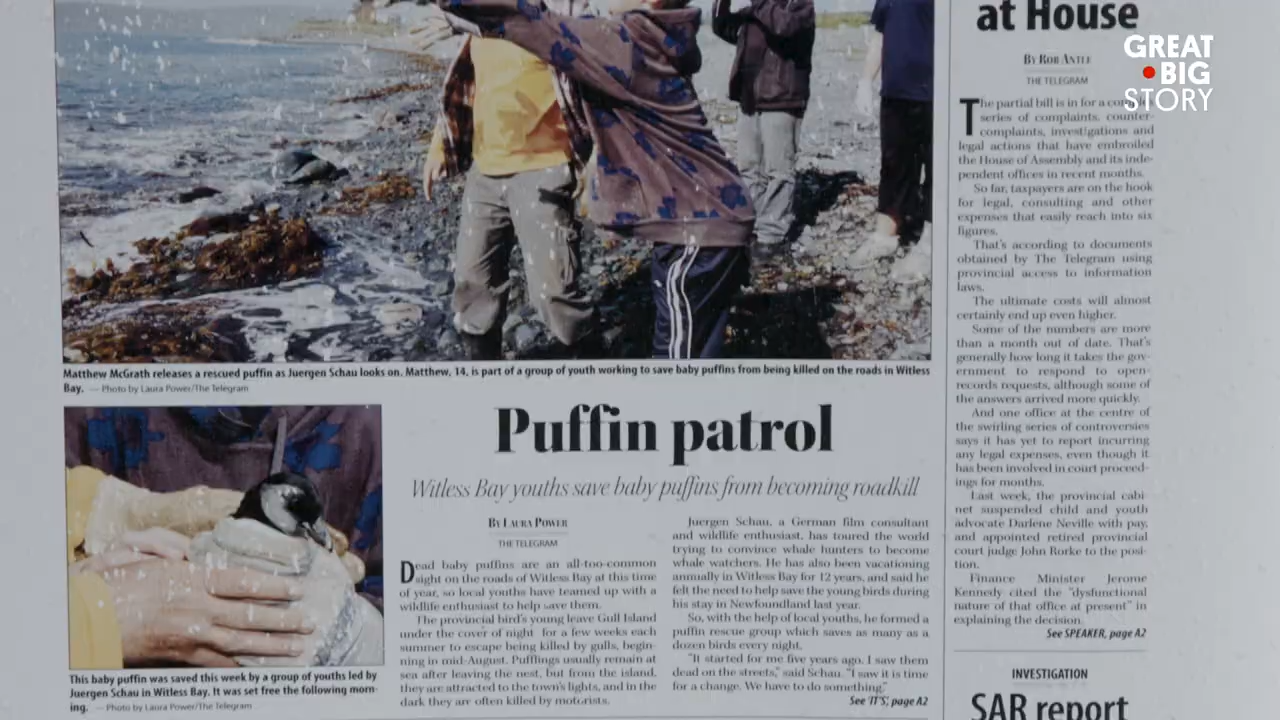 GREAT
BIG
STORY
Matthew McGrath releases a rescued puffin as Juergen Schau looks on. Matthew, 14, is part of a group of youth working to save baby puffins from being killed on the roads in Witless
Bay. — Photo by Laura Power/The Telegram
This baby puffin was saved this week by a group of youths led by
Juergen Schau in Witless Bay. It was set free the following morn-
ing. — Photo by Laura Power/The Telegram
Puffin patrol
Witless Bay youths save baby puffins from becoming roadkill
By Laura Power
THE TELEGRAM
Dead baby puffins are an all-too-common
sight on the roads of Witless Bay at this time
of year, so local youths have teamed up with a
wildlife enthusiast to help save them.
The provincial bird's young leave Gull Island
under the cover of night for a few weeks each
summer to escape being killed by gulls, begin-
ning in mid-August. Pufflings usually remain at
sea after leaving the nest, but from the island,
they are attracted to the town's lights, and in the
dark they are often killed by motorists.
Juergen Schau, a German film consultant
and wildlife enthusiast, has toured the world
trying to convince whale hunters to become
whale watchers. He has also been vacationing
annually in Witless Bay for 12 years, and said he
felt the need to help save the young birds during
his stay in Newfoundland last year.
So, with the help of local youths, he formed a
puffin rescue group which saves as many as a
dozen birds every night.
"It started for me five years ago. I saw them
dead on the streets," said Schau. "I saw it is time
for a change. We have to do something."
See 'IT'S', page A2
at House
By Rob Antle
THE TELEGRAM
The partial bill is in for a
series of complaints, counter-
complaints, investigations and
legal actions that have embroiled
the House of Assembly and its inde-
pendent offices in recent months.
So far, taxpayers are on the hook
for legal, consulting and other
expenses that easily reach into six
figures.
That's according to documents
obtained by The Telegram using
provincial access to information
laws.
The ultimate costs will almost
certainly end up even higher.
Some of the numbers are more
than a month out of date. That's
generally how long it takes the gov-
ernment to respond to open-
records requests, although some of
the answers arrived more quickly.
And one office at the centre of
the swirling series of controversies
says it has yet to report incurring
any legal expenses, even though it
has been involved in court proceed-
ings for months.
Last week, the provincial cabi-
net suspended child and youth
advocate Darlene Neville with pay,
and appointed retired provincial
court judge John Rorke to the posi-
tion.
Finance Minister Jerome
Kennedy cited the "dysfunctional
nature of that office at present" in
explaining the decision.
See SPEAKER, page A2
INVESTIGATION
SAR report